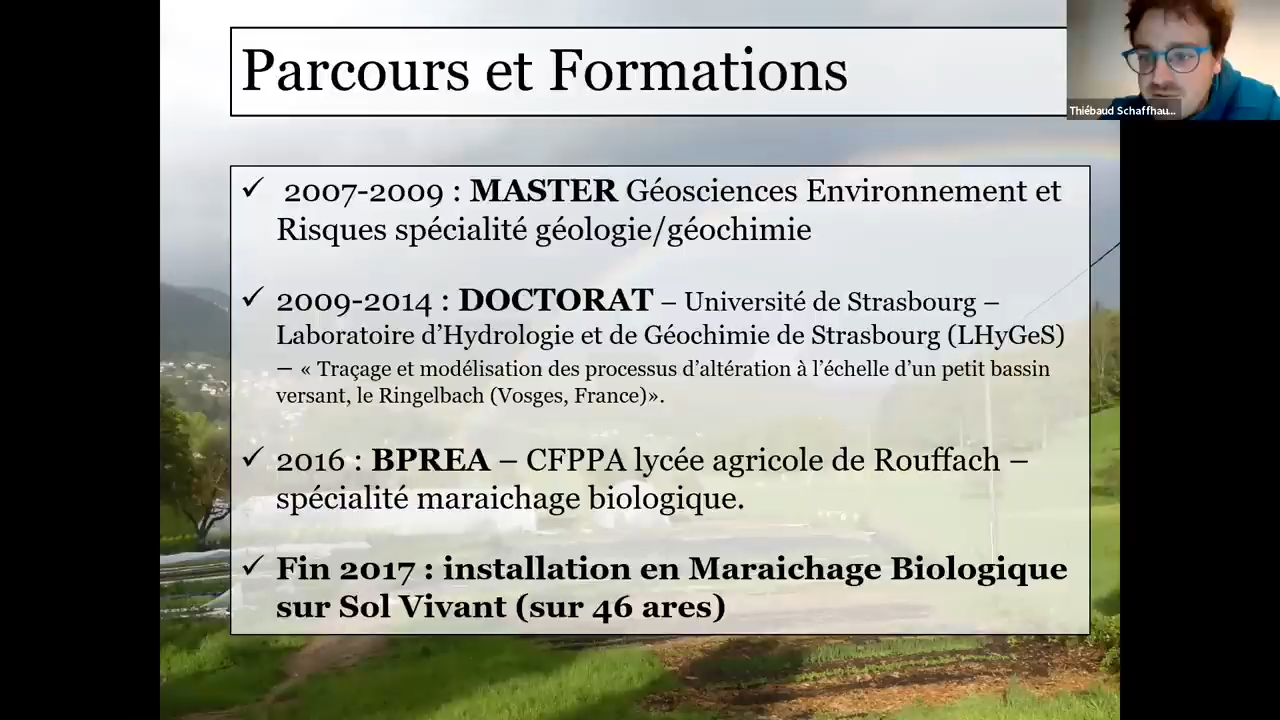 Parcours et Formations
Thiébaud Schaffhau...
✓ 2007-2009 : MASTER Géosciences Environnement et
Risques spécialité géologie/géochimie
✓ 2009-2014 : DOCTORAT – Université de Strasbourg –
Laboratoire d’Hydrologie et de Géochimie de Strasbourg (LHyGeS)
– « Traçage et modélisation des processus d’altération à l’échelle d’un petit bassin
versant, le Ringelbach (Vosges, France)».
✓ 2016 : BPREA – CFPPA lycée agricole de Rouffach –
spécialité maraichage biologique.
✓ Fin 2017 : installation en Maraichage Biologique
sur Sol Vivant (sur 46 ares)